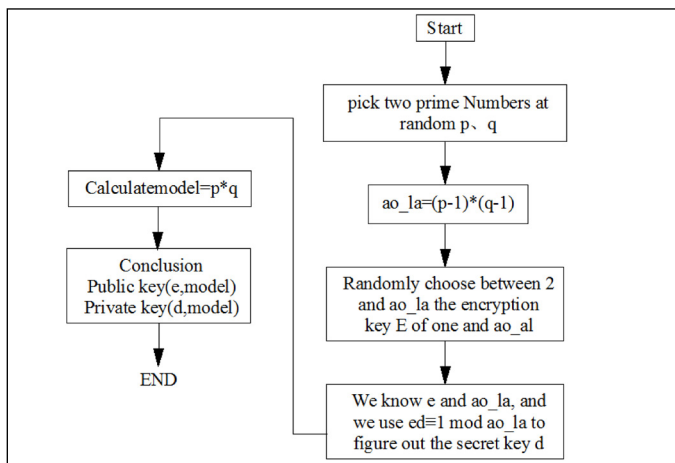 Start
pick two prime Numbers at
random p、q
ao_la=(p-1)*(q-1)
Randomly choose between 2
and ao_la the encryption
key E of one and ao_al
We know e and ao_la, and
we use ed≡1 mod ao_la to
figure out the secret key d
Calculatemodel=p*q
Conclusion
Public key(e,model)
Private key(d,model)
END